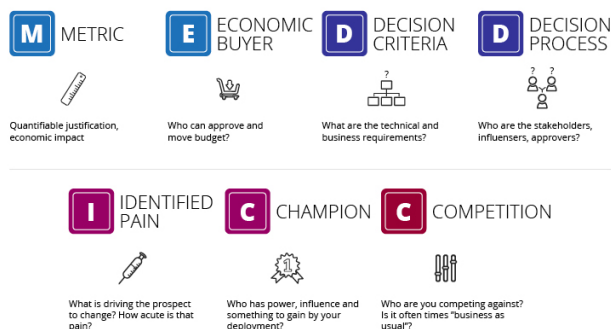 M METRIC
Quantifiable justification,
economic impact
E ECONOMIC
BUYER
Who can approve and
move budget?
D DECISION
CRITERIA
?
What are the technical and
business requirements?
D DECISION
PROCESS
? ?
Who are the stakeholders,
influensers, approvers?
I IDENTIFIED
PAIN
What is driving the prospect
to change? How acute is that
pain?
C CHAMPION
1
Who has power, influence and
something to gain by your
deployment?
C COMPETITION
Who are you competing against?
Is it often times “business as
usual”?